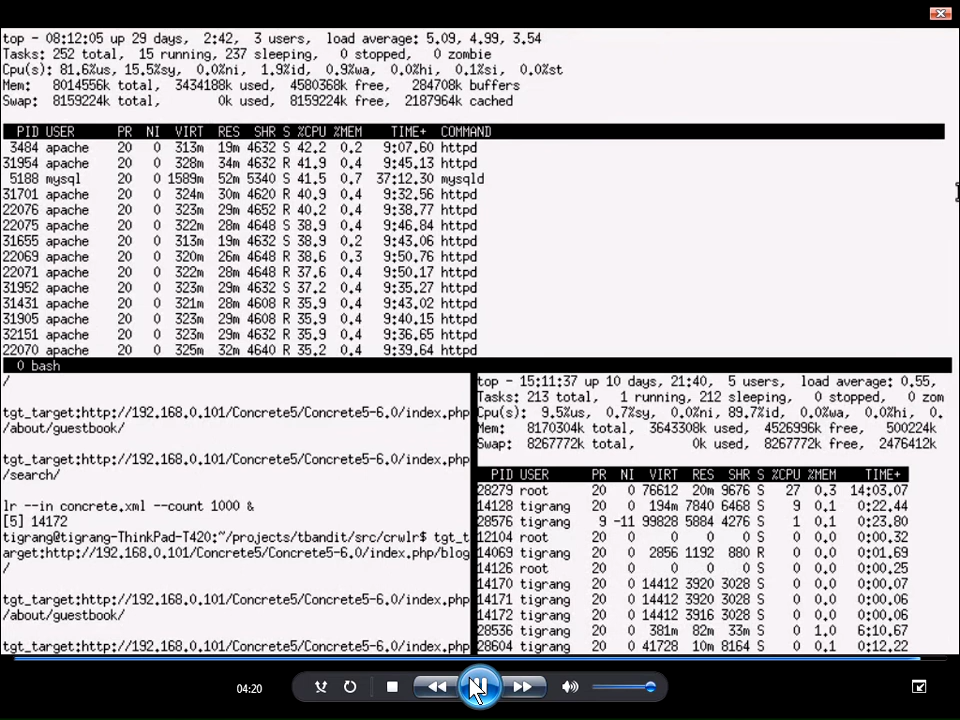 top - 08:12:05 up 29 days, 2:42, 3 users, load average: 5.09, 4.99, 3.54
Tasks: 252 total, 15 running, 237 sleeping, 0 stopped, 0 zombie
Cpu(s): 81.6%us, 15.5%sy, 0.0%ni, 1.9%id, 0.9%wa, 0.0%hi, 0.1%si, 0.0%st
Mem: 8014556k total, 3434188k used, 4580368k free, 284708k buffers
Swap: 8159224k total, 0k used, 8159224k free, 2187964k cached
PID USER PR NI VIRT RES SHR S %CPU %MEM TIME+ COMMAND
3484 apache 20 0 313m 19m 4632 S 42.2 0.2 9:07.60 httpd
31954 apache 20 0 328m 34m 4632 R 41.9 0.4 9:45.13 httpd
5188 mysql 20 0 1589m 52m 5340 S 41.5 0.7 37:12.30 mysqld
31701 apache 20 0 324m 30m 4620 R 40.9 0.4 9:32.56 httpd
22076 apache 20 0 323m 29m 4652 R 40.2 0.4 9:38.77 httpd
22075 apache 20 0 322m 28m 4648 S 38.9 0.4 9:46.84 httpd
31655 apache 20 0 313m 19m 4632 S 38.9 0.2 9:43.06 httpd
22069 apache 20 0 320m 26m 4648 R 38.6 0.3 9:50.76 httpd
22071 apache 20 0 322m 28m 4648 R 37.6 0.4 9:50.17 httpd
31952 apache 20 0 323m 29m 4632 S 37.2 0.4 9:35.27 httpd
31431 apache 20 0 321m 28m 4608 R 35.9 0.4 9:43.02 httpd
31905 apache 20 0 323m 29m 4608 R 35.9 0.4 9:40.15 httpd
32151 apache 20 0 323m 29m 4632 R 35.9 0.4 9:36.65 httpd
22070 apache 20 0 325m 32m 4640 R 35.2 0.4 9:39.64 httpd
0 bash
/
tgt_target:http://192.168.0.101/Concrete5/Concrete5-6.0/index.php
/about/guestbook/
tgt_target:http://192.168.0.101/Concrete5/Concrete5-6.0/index.php
/search/
lr --in concrete.xml --count 1000 &
[5] 14172
tigrang@tigrang-ThinkPad-T420:~/projects/tbandit/src/crwlr$ tgt_t
arget:http://192.168.0.101/Concrete5/Concrete5-6.0/index.php/blog
/
tgt_target:http://192.168.0.101/Concrete5/Concrete5-6.0/index.php
/about/guestbook/
tgt_target:http://192.168.0.101/Concrete5/Concrete5-6.0/index.php
top - 15:11:37 up 10 days, 21:40, 5 users, load average: 0.55,
Tasks: 213 total, 1 running, 212 sleeping, 0 stopped, 0 zom
Cpu(s): 9.5%us, 0.7%sy, 0.0%ni, 89.7%id, 0.0%wa, 0.0%hi, 0.
Mem: 8170304k total, 3643308k used, 4526996k free, 500224k
Swap: 8267772k total, 0k used, 8267772k free, 2476412k
PID USER PR NI VIRT RES SHR S %CPU %MEM TIME+
28279 root 20 0 76612 20m 9676 S 27 0.3 14:03.07
14128 tigrang 20 0 194m 7840 6468 S 9 0.1 0:22.44
28576 tigrang 9 -11 99828 5884 4276 S 1 0.1 0:23.80
12104 root 20 0 0 0 0 S 0 0.0 0:00.32
14069 tigrang 20 0 2856 1192 880 R 0 0.0 0:01.69
14126 root 20 0 0 0 0 S 0 0.0 0:00.25
14170 tigrang 20 0 14412 3920 3028 S 0 0.0 0:00.07
14171 tigrang 20 0 14412 3920 3028 S 0 0.0 0:00.06
14172 tigrang 20 0 14412 3916 3028 S 0 0.0 0:00.06
28536 tigrang 20 0 381m 82m 33m S 0 1.0 6:10.67
28604 tigrang 20 0 41728 10m 8164 S 0 0.1 0:12.22
04:20